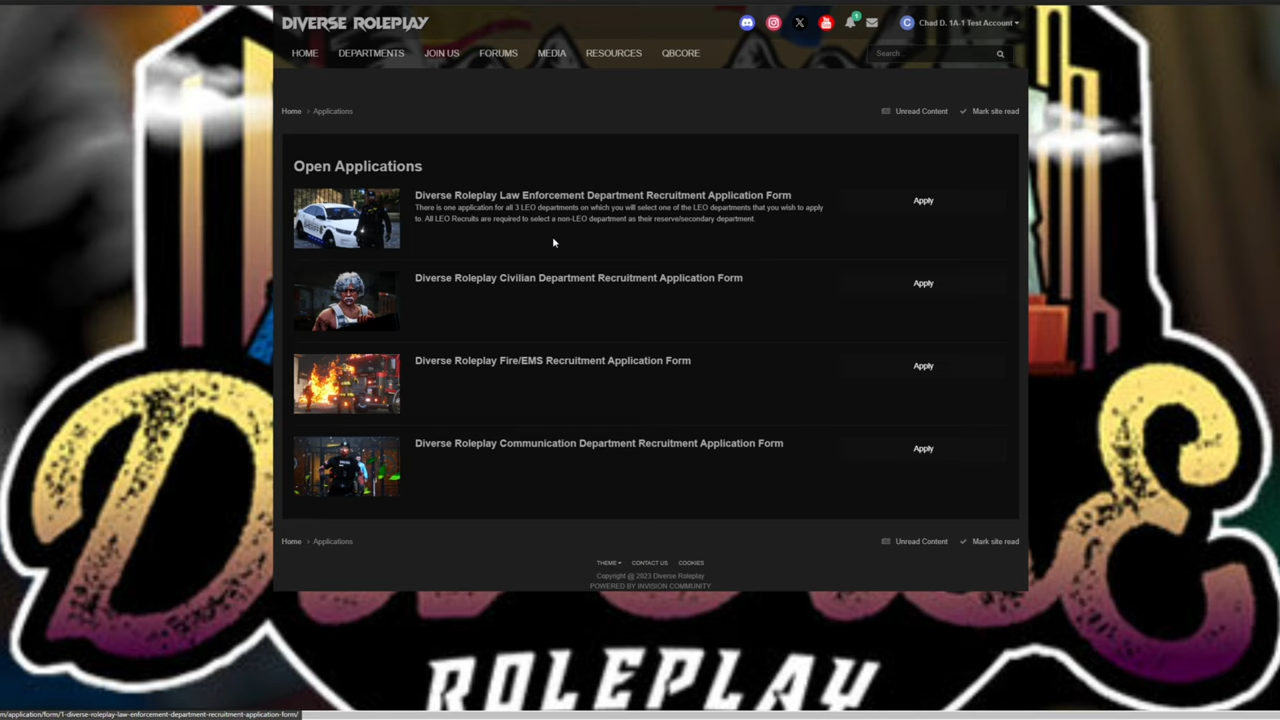 DIVERSE ROLEPLAY
1
C
Chad D. 1A-1 Test Account
HOME
DEPARTMENTS
JOIN US
FORUMS
MEDIA
RESOURCES
QBCORE
Search...
Home > Applications
Unread Content
Mark site read
Open Applications
Diverse Roleplay Law Enforcement Department Recruitment Application Form
There is one application for all 3 LEO departments on which you will select one of the LEO departments that you wish to apply
to. All LEO Recruits are required to select a non-LEO department as their reserve/secondary department.
Apply
Diverse Roleplay Civilian Department Recruitment Application Form
Apply
Diverse Roleplay Fire/EMS Recruitment Application Form
Apply
Diverse Roleplay Communication Department Recruitment Application Form
Apply
Home > Applications
Unread Content
Mark site read
THEME
CONTACT US
COOKIES
Copyright @ 2023 Diverse Roleplay
POWERED BY INVISION COMMUNITY
ROLEPLAY
m/application/form/1-diverse-roleplay-law-enforcement-department-recruitment-application-form/